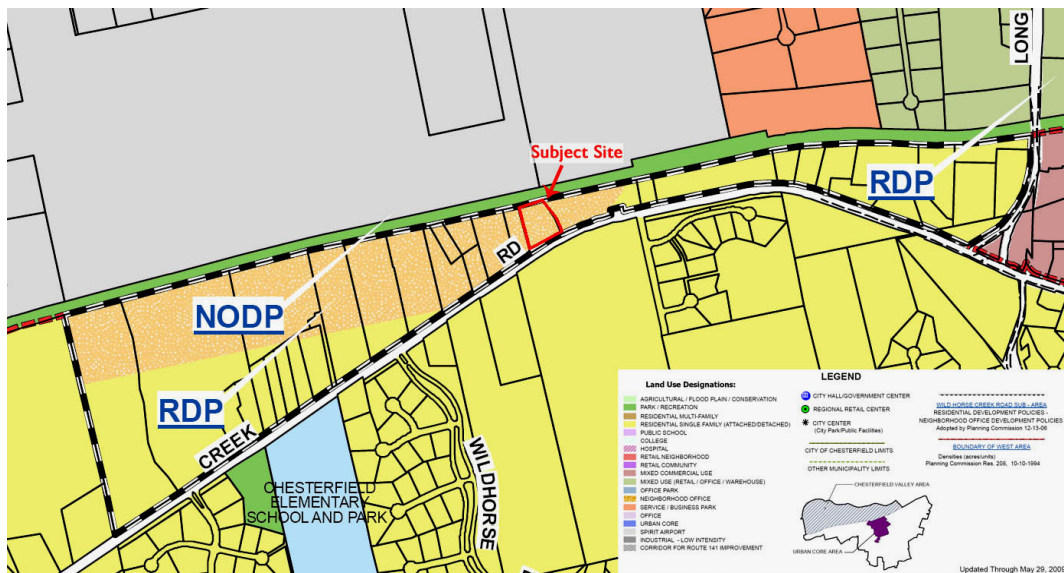 LONG
Subject Site
RDP
RD
NODP
RDP
CREEK
WILDHORSE
CHESTERFIELD
ELEMENTARY
SCHOOL AND PARK
Land Use Designations:
AGRICULTURAL / FLOOD PLAIN / CONSERVATION
PARK / RECREATION
RESIDENTIAL MULTI-FAMILY
RESIDENTIAL SINGLE FAMILY (ATTACHED/DETACHED)
PUBLIC SCHOOL
COLLEGE
HOSPITAL
RETAIL NEIGHBORHOOD
RETAIL COMMUNITY
MIXED COMMERCIAL USE
MIXED USE (RETAIL / OFFICE / WAREHOUSE)
OFFICE PARK
NEIGHBORHOOD OFFICE
SERVICE / BUSINESS PARK
OFFICE
URBAN CORE
SPIRIT AIRPORT
INDUSTRIAL - LOW INTENSITY
CORRIDOR FOR ROUTE 141 IMPROVEMENT
LEGEND
CITY HALL/GOVERNMENT CENTER
REGIONAL RETAIL CENTER
CITY CENTER
(City Park/Public Facilities)
CITY OF CHESTERFIELD LIMITS
OTHER MUNICIPALITY LIMITS
WILD HORSE CREEK ROAD SUB - AREA
RESIDENTIAL DEVELOPMENT POLICIES -
NEIGHBORHOOD OFFICE DEVELOPMENT POLICIES
Adopted by Planning Commission 12-13-06
BOUNDARY OF WEST AREA
Densities (acres/units)
Planning Commission Res. 208, 10-10-1994
CHESTERFIELD VALLEY AREA
URBAN CORE AREA
Updated Through May 29, 2009